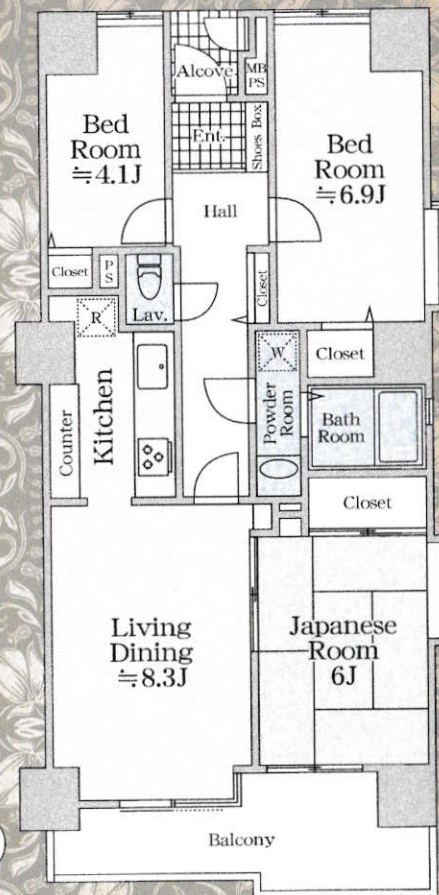 Alcove
MB
PS
Bed
Room
≒4.1J
Ent.
Shoes Box
Bed
Room
≒6.9J
Hall
Closet
PS
Lav.
Closet
R
W
Closet
Kitchen
Counter
Powder
Room
Bath
Room
Closet
Living
Dining
≒8.3J
Japanese
Room
6J
Balcony